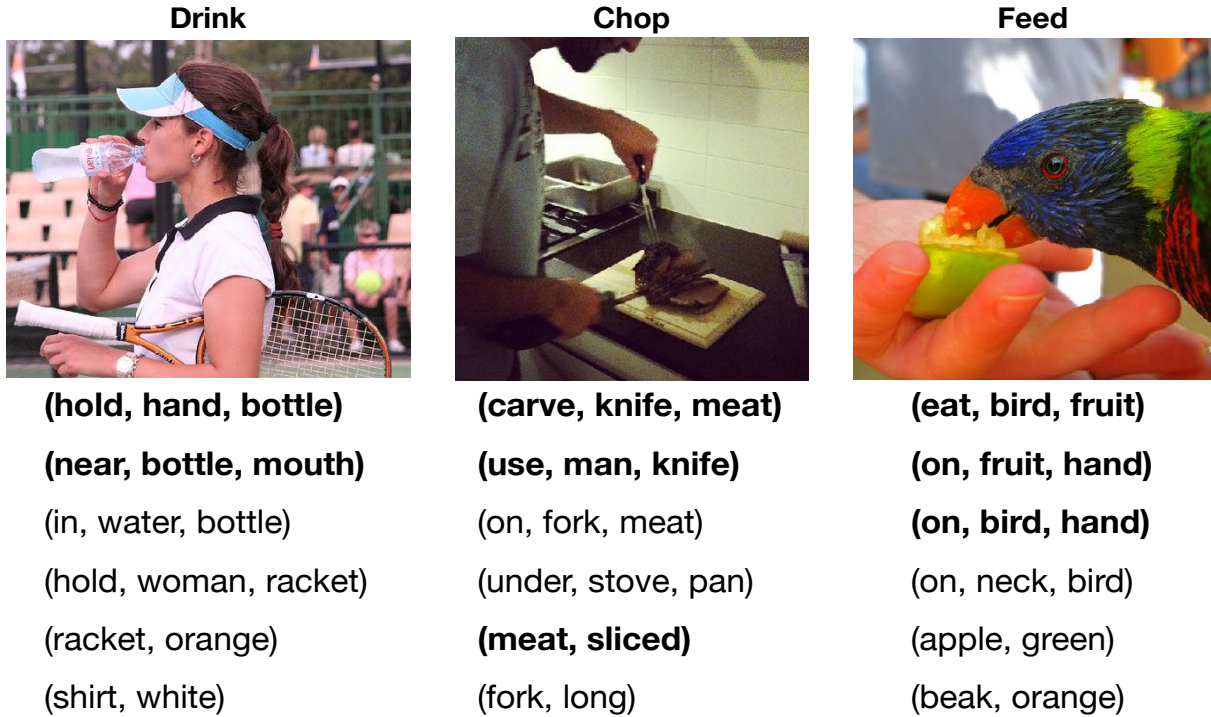 Drink
Chop
Feed
evian
(hold, hand, bottle)
(near, bottle, mouth)
(in, water, bottle)
(hold, woman, racket)
(racket, orange)
(shirt, white)
(carve, knife, meat)
(use, man, knife)
(on, fork, meat)
(under, stove, pan)
(meat, sliced)
(fork, long)
(eat, bird, fruit)
(on, fruit, hand)
(on, bird, hand)
(on, neck, bird)
(apple, green)
(beak, orange)